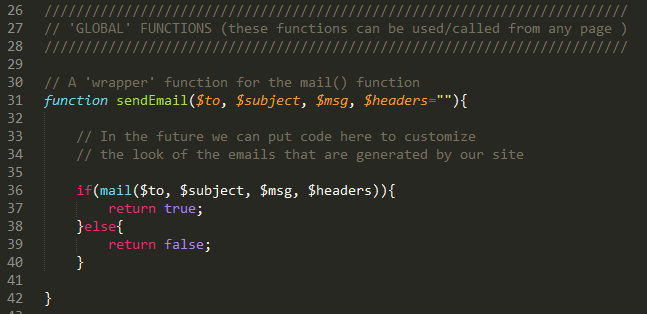 26 /////////////////////////////////////////////////////////////////////////
27 // 'GLOBAL' FUNCTIONS (these functions can be used/called from any page )
28 /////////////////////////////////////////////////////////////////////////
29
30 // A 'wrapper' function for the mail() function
31 function sendEmail($to, $subject, $msg, $headers=""){
32
33     // In the future we can put code here to customize
34     // the look of the emails that are generated by our site
35
36     if(mail($to, $subject, $msg, $headers)){
37         return true;
38     }else{
39         return false;
40     }
41
42 }